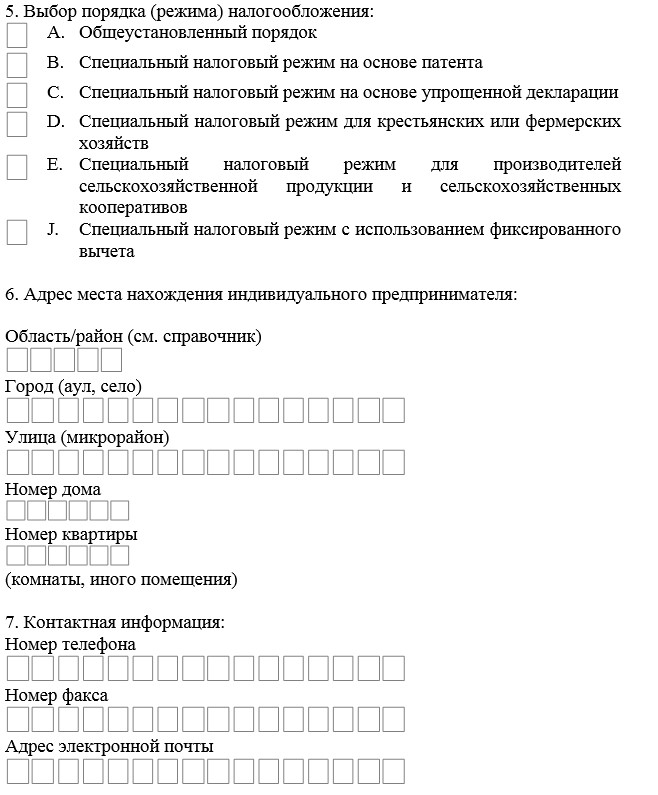 5. Выбор порядка (режима) налогообложения:
A. Общеустановленный порядок
B. Специальный налоговый режим на основе патента
C. Специальный налоговый режим на основе упрощенной декларации
D. Специальный налоговый режим для крестьянских или фермерских
хозяйств
E. Специальный налоговый режим для производителей
сельскохозяйственной продукции и сельскохозяйственных
кооперативов
J. Специальный налоговый режим с использованием фиксированного
вычета
6. Адрес места нахождения индивидуального предпринимателя:
Область/район (см. справочник)
Город (аул, село)
Улица (микрорайон)
Номер дома
Номер квартиры
(комнаты, иного помещения)
7. Контактная информация:
Номер телефона
Номер факса
Адрес электронной почты